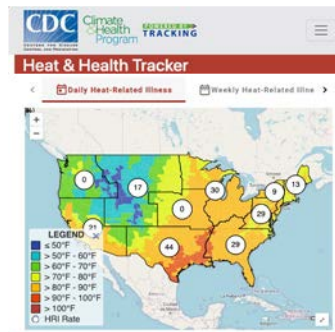 CDC
CENTERS FOR DISEASE
CONTROL AND PREVENTION
Climate
&Health
Program
POWERED BY
TRACKING
Heat & Health Tracker
Daily Heat-Related Illness
Weekly Heat-Related Illne
+
−
0
17
30
13
9
0
29
21
44
29
LEGEND
≤ 50°F
> 50°F - 60°F
> 60°F - 70°F
> 70°F - 80°F
> 80°F - 90°F
> 90°F - 100°F
> 100°F
HRI Rate